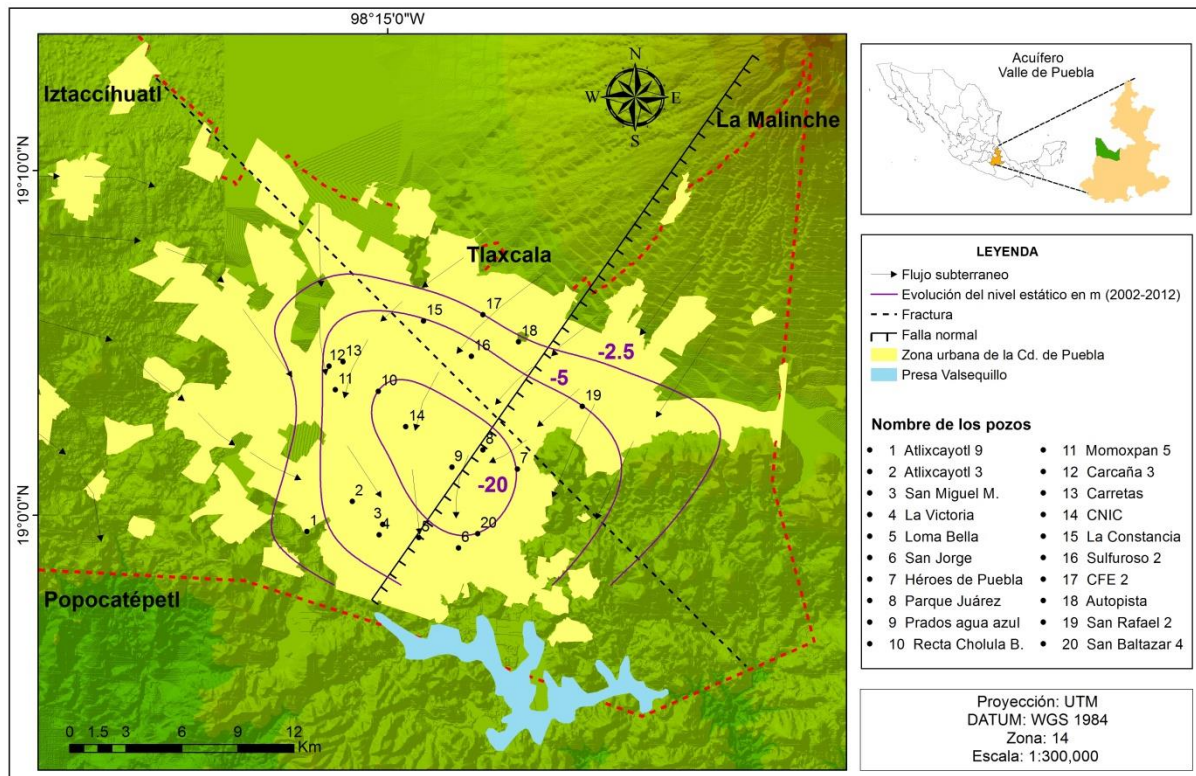 98°15'0"W
19°10'0"N
19°0'0"N
Iztaccíhuatl
La Malinche
Tlaxcala
Popocatépetl
N
W
E
S
-2.5
-5
-20
1
2
3
4
5
6
7
8
9
10
11
12
13
14
15
16
17
18
19
20
0 1.5 3 6 9 12
Km
Acuífero
Valle de Puebla
LEYENDA
Flujo subterraneo
Evolución del nivel estático en m (2002-2012)
Fractura
Falla normal
Zona urbana de la Cd. de Puebla
Presa Valsequillo
Nombre de los pozos
1 Atlixcayotl 9
2 Atlixcayotl 3
3 San Miguel M.
4 La Victoria
5 Loma Bella
6 San Jorge
7 Héroes de Puebla
8 Parque Juárez
9 Prados agua azul
10 Recta Cholula B.
11 Momoxpan 5
12 Carcaña 3
13 Carretas
14 CNIC
15 La Constancia
16 Sulfuroso 2
17 CFE 2
18 Autopista
19 San Rafael 2
20 San Baltazar 4
Proyección: UTM
DATUM: WGS 1984
Zona: 14
Escala: 1:300,000